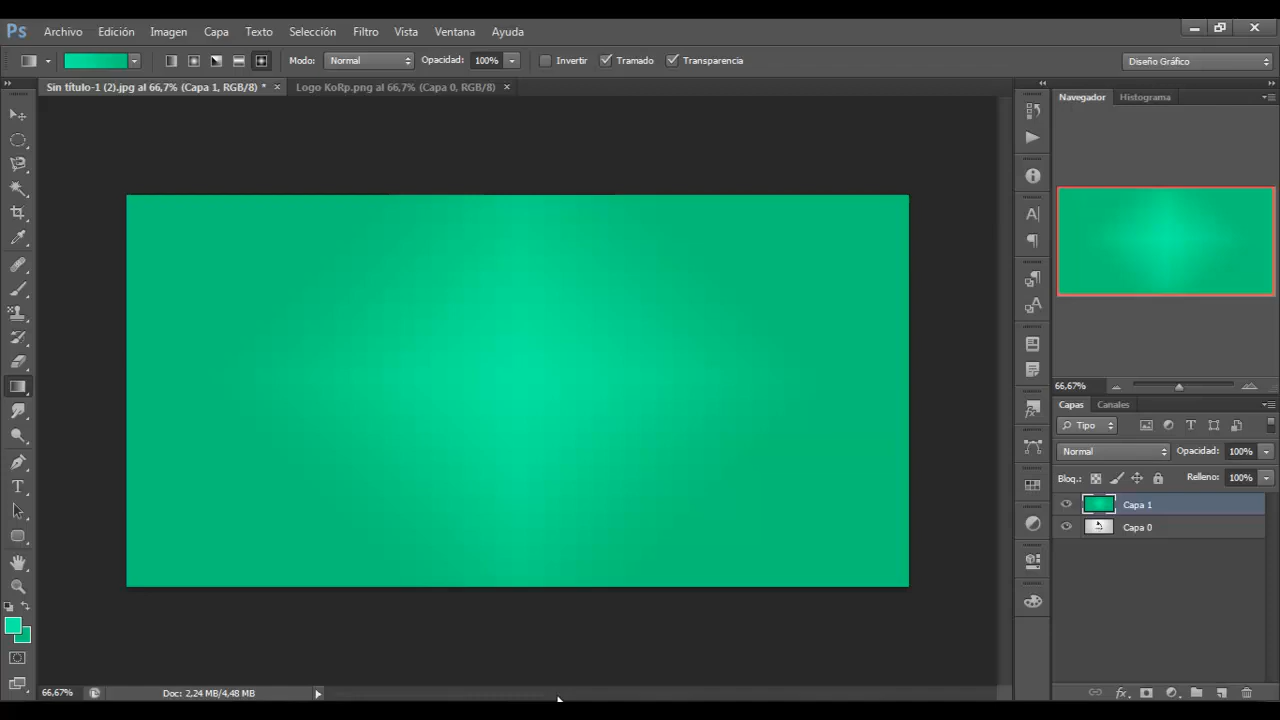 Ps Archivo Edición Imagen Capa Texto Selección Filtro Vista Ventana Ayuda
Modo: Normal Opacidad: 100% Invertir Tramado Transparencia Diseño Gráfico
Sin título-1 (2).jpg al 66,7% (Capa 1, RGB/8) * × Logo KoRp.png al 66,7% (Capa 0, RGB/8) ×
Navegador Histograma
66,67%
Capas Canales
Tipo
Normal Opacidad: 100%
Bloq.: Relleno: 100%
Capa 1
Capa 0
66,67% Doc: 2,24 MB/4,48 MB